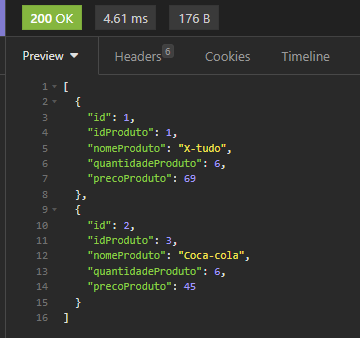 200 OK 4.61 ms 176 B
Preview Headers 6 Cookies Timeline
1 [
2 {
3 "id": 1,
4 "idProduto": 1,
5 "nomeProduto": "X-tudo",
6 "quantidadeProduto": 6,
7 "precoProduto": 69
8 },
9 {
10 "id": 2,
11 "idProduto": 3,
12 "nomeProduto": "Coca-cola",
13 "quantidadeProduto": 6,
14 "precoProduto": 45
15 }
16 ]